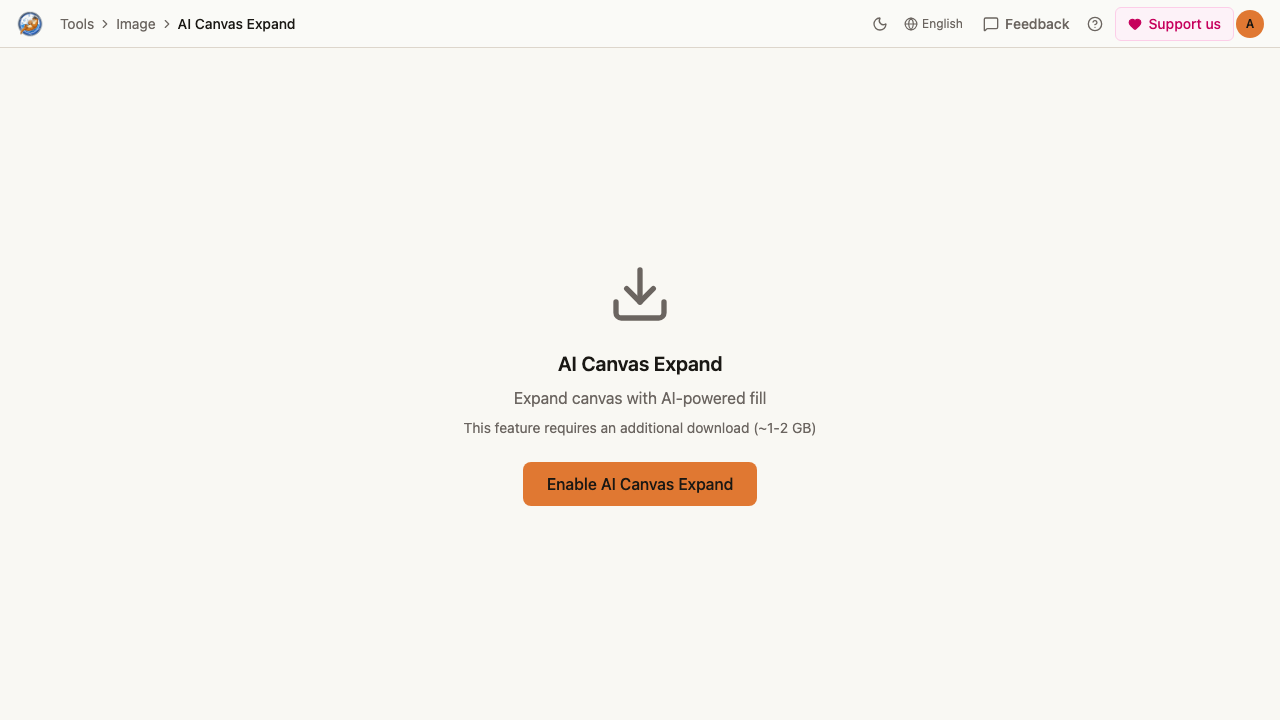 Tools > Image > AI Canvas Expand
English
Feedback
Support us
A
AI Canvas Expand
Expand canvas with AI-powered fill
This feature requires an additional download (~1-2 GB)
Enable AI Canvas Expand